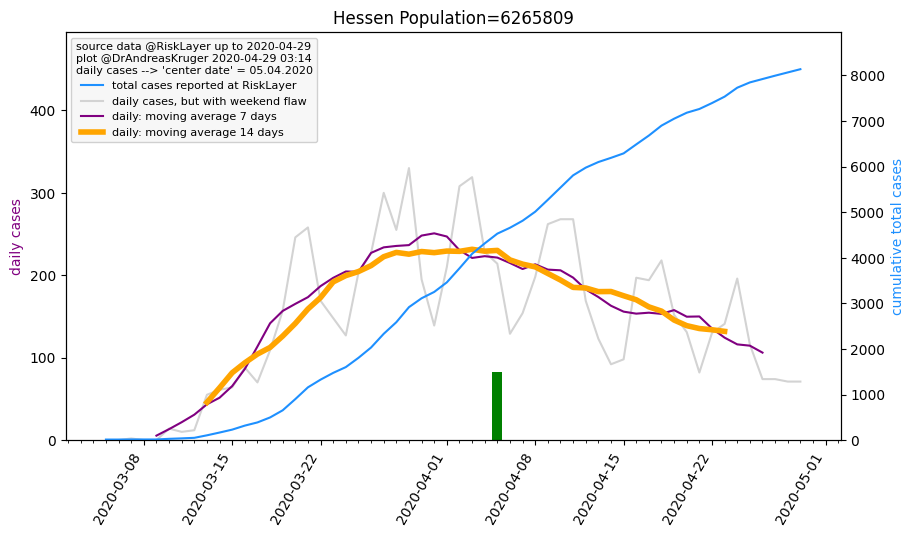 Hessen Population=6265809
source data @RiskLayer up to 2020-04-29
plot @DrAndreasKruger 2020-04-29 03:14
daily cases --> 'center date' = 05.04.2020
total cases reported at RiskLayer
daily cases, but with weekend flaw
daily: moving average 7 days
daily: moving average 14 days
daily cases
0
100
200
300
400
cumulative total cases
0
1000
2000
3000
4000
5000
6000
7000
8000
2020-03-08
2020-03-15
2020-03-22
2020-04-01
2020-04-08
2020-04-15
2020-04-22
2020-05-01